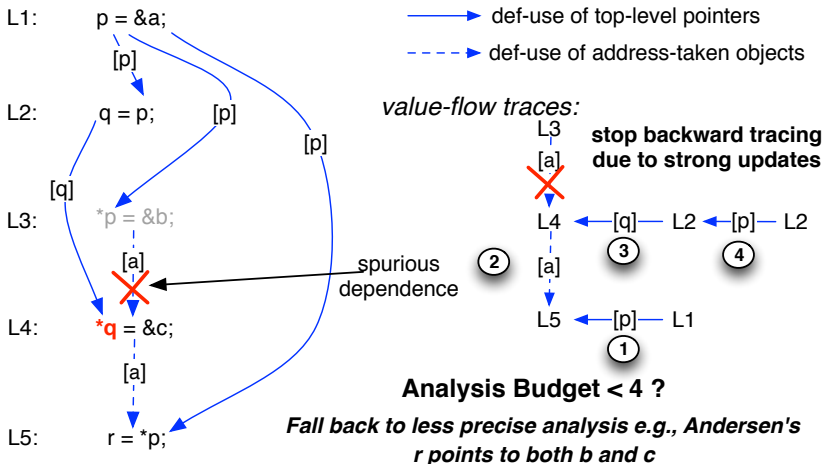 L1: p = &a;
def-use of top-level pointers
def-use of address-taken objects
[p]
L2: q = p;
[p]
[p]
[q]
L3: *p = &b;
[a]
spurious
dependence
L4: *q = &c;
[a]
L5: r = *p;
value-flow traces:
L3
stop backward tracing
due to strong updates
[a]
L4 [q] L2 [p] L2
3
4
2
[a]
L5 [p] L1
1
Analysis Budget < 4 ?
Fall back to less precise analysis e.g., Andersen's
r points to both b and c